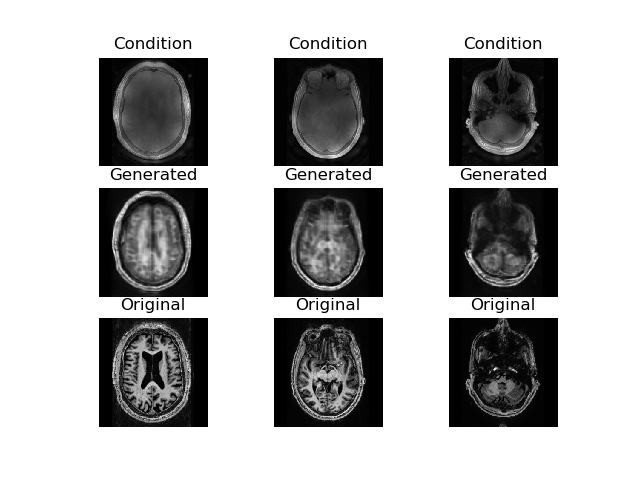 Condition Condition Condition
Generated Generated Generated
Original Original Original